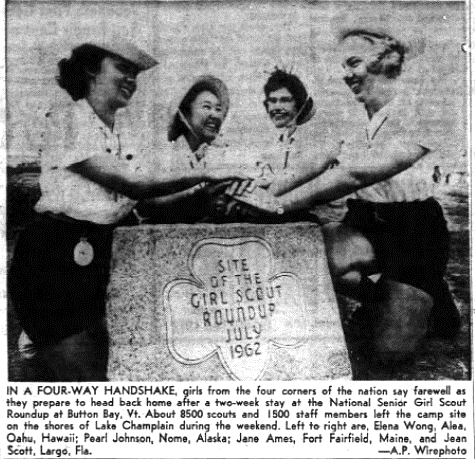 SITE
OF THE
GIRL SCOUT
ROUNDUP
JULY
1962
IN A FOUR-WAY HANDSHAKE, girls from the four corners of the nation say farewell as
they prepare to head back home after a two-week stay at the National Senior Girl Scout
Roundup at Button Bay, Vt. About 8500 scouts and 1500 staff members left the camp site
on the shores of Lake Champlain during the weekend. Left to right are, Elena Wong, Alea,
Oahu, Hawaii; Pearl Johnson, Nome, Alaska; Jane Ames, Fort Fairfield, Maine, and Jean
Scott, Largo, Fla. —A.P. Wirephoto